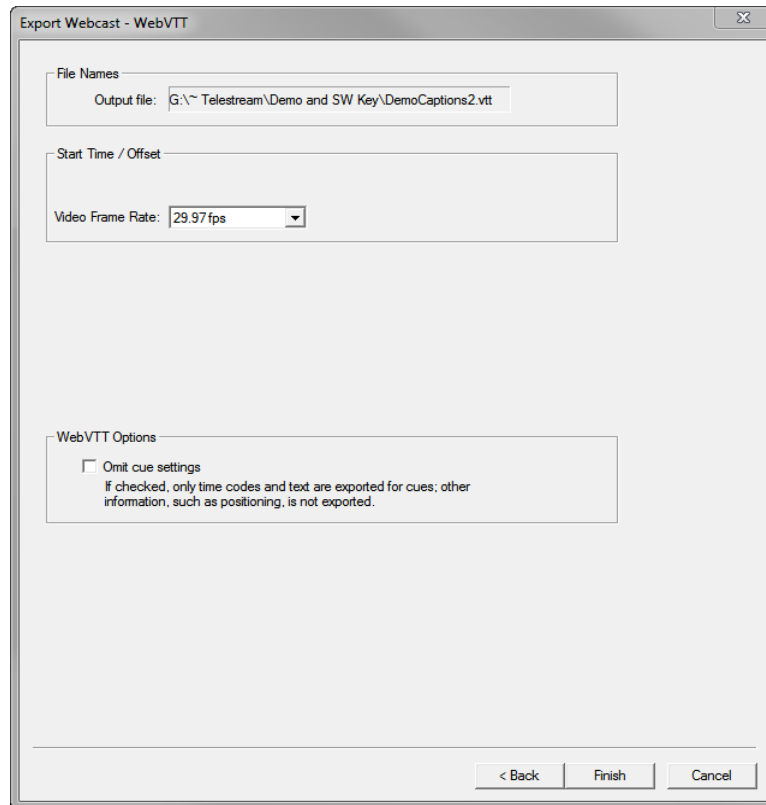 Export Webcast - WebVTT
File Names
Output file: G:\~ Telestream\Demo and SW Key\DemoCaptions2.vtt
Start Time / Offset
Video Frame Rate: 29.97 fps
WebVTT Options
Omit cue settings
If checked, only time codes and text are exported for cues; other
information, such as positioning, is not exported.
< Back Finish Cancel